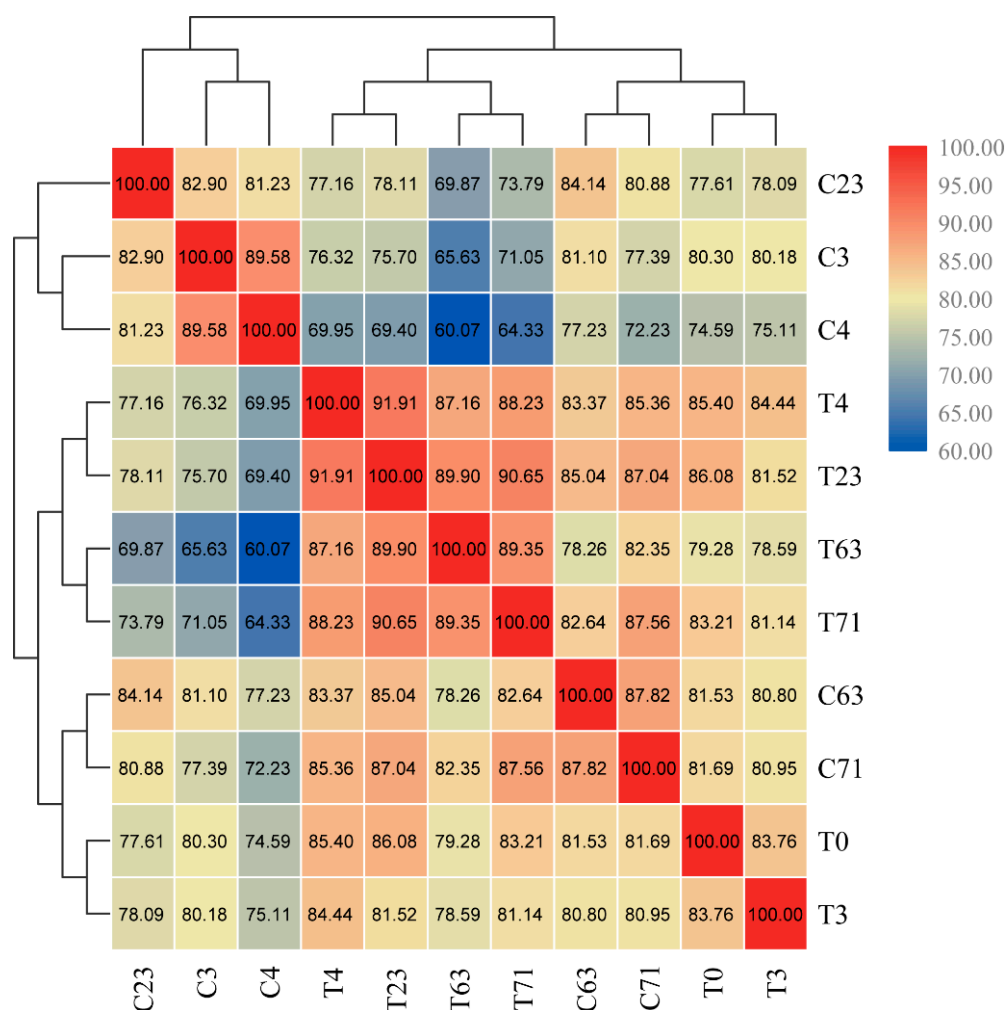 100.00 82.90 81.23 77.16 78.11 69.87 73.79 84.14 80.88 77.61 78.09 C23
82.90 100.00 89.58 76.32 75.70 65.63 71.05 81.10 77.39 80.30 80.18 C3
81.23 89.58 100.00 69.95 69.40 60.07 64.33 77.23 72.23 74.59 75.11 C4
77.16 76.32 69.95 100.00 91.91 87.16 88.23 83.37 85.36 85.40 84.44 T4
78.11 75.70 69.40 91.91 100.00 89.90 90.65 85.04 87.04 86.08 81.52 T23
69.87 65.63 60.07 87.16 89.90 100.00 89.35 78.26 82.35 79.28 78.59 T63
73.79 71.05 64.33 88.23 90.65 89.35 100.00 82.64 87.56 83.21 81.14 T71
84.14 81.10 77.23 83.37 85.04 78.26 82.64 100.00 87.82 81.53 80.80 C63
80.88 77.39 72.23 85.36 87.04 82.35 87.56 87.82 100.00 81.69 80.95 C71
77.61 80.30 74.59 85.40 86.08 79.28 83.21 81.53 81.69 100.00 83.76 T0
78.09 80.18 75.11 84.44 81.52 78.59 81.14 80.80 80.95 83.76 100.00 T3
C23 C3 C4 T4 T23 T63 T71 C63 C71 T0 T3
100.00
95.00
90.00
85.00
80.00
75.00
70.00
65.00
60.00